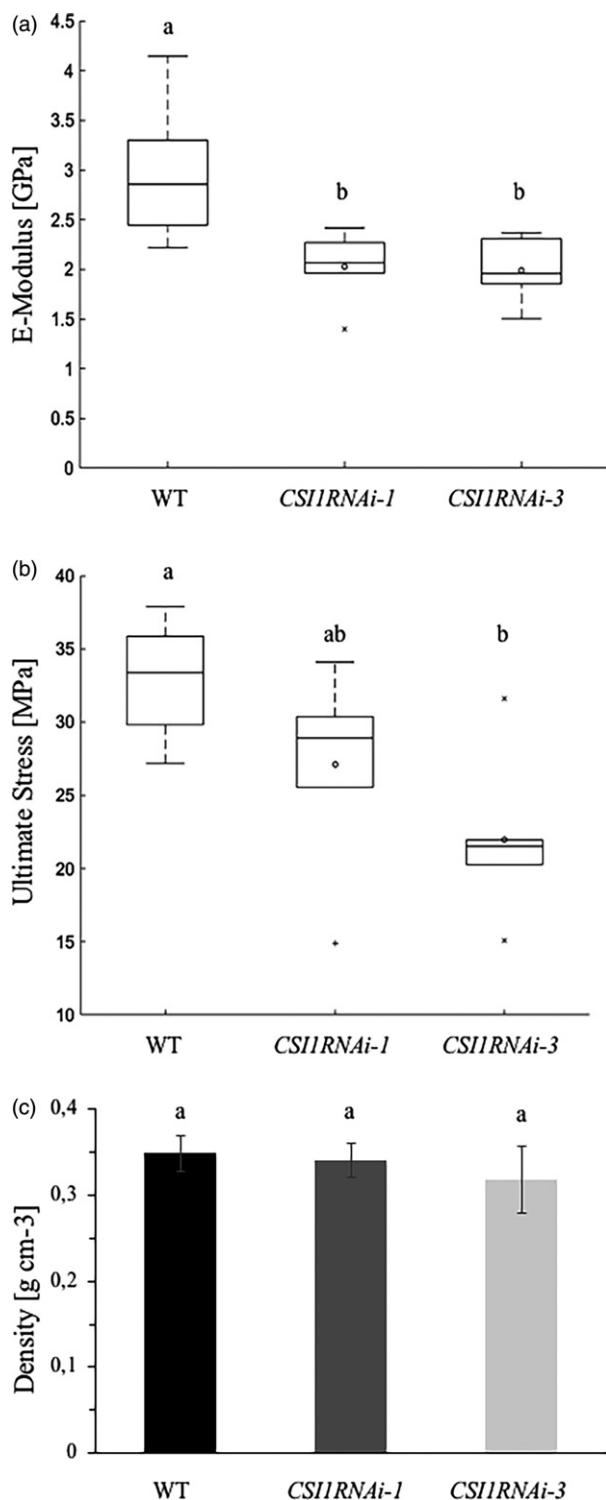 (a)
E-Modulus [GPa]
4.5
4
3.5
3
2.5
2
1.5
1
0.5
0
a
b
b
WT
CSI1RNAi-1
CSI1RNAi-3
(b)
Ultimate Stress [MPa]
40
35
30
25
20
15
10
a
ab
b
WT
CSI1RNAi-1
CSI1RNAi-3
(c)
Density [g cm-3]
0,4
0,3
0,2
0,1
0
a
a
a
WT
CSI1RNAi-1
CSI1RNAi-3